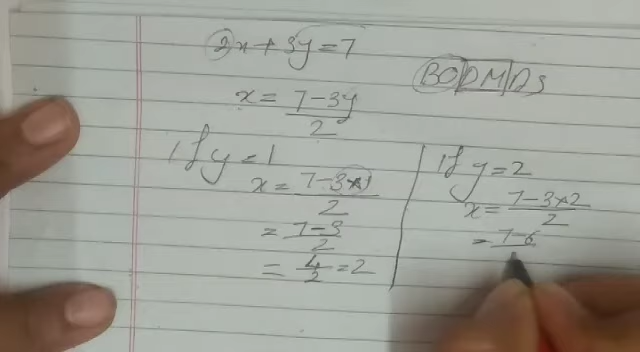 2x + 3y = 7
BODMAS
x = 7 - 3y / 2
If y = 1
x = 7 - 3×1 / 2
= 7 - 3 / 2
= 4/2 = 2
If y = 2
x = 7 - 3×2 / 2
= 7 - 6